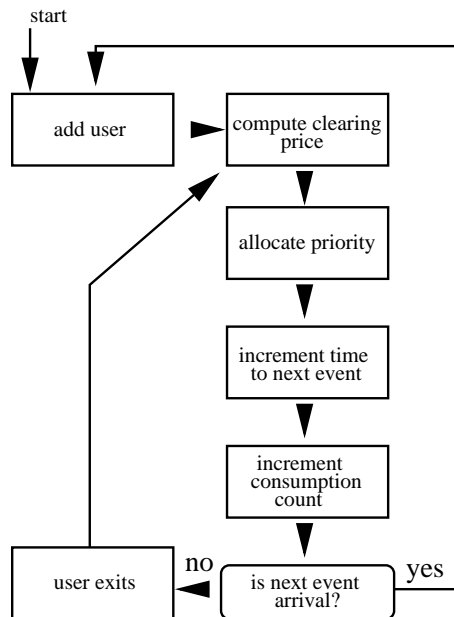 start
add user
compute clearing
price
allocate priority
increment time
to next event
increment
consumption
count
is next event
arrival?
yes
no
user exits